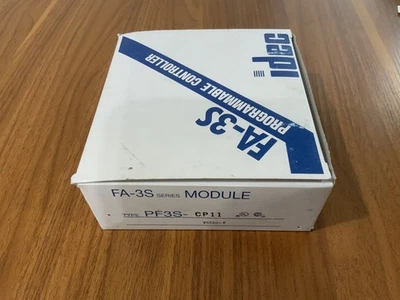 idec
PROGRAMMABLE CONTROLLER
FA-3S
FA-3S SERIES MODULE
TYPE PF3S- CP11